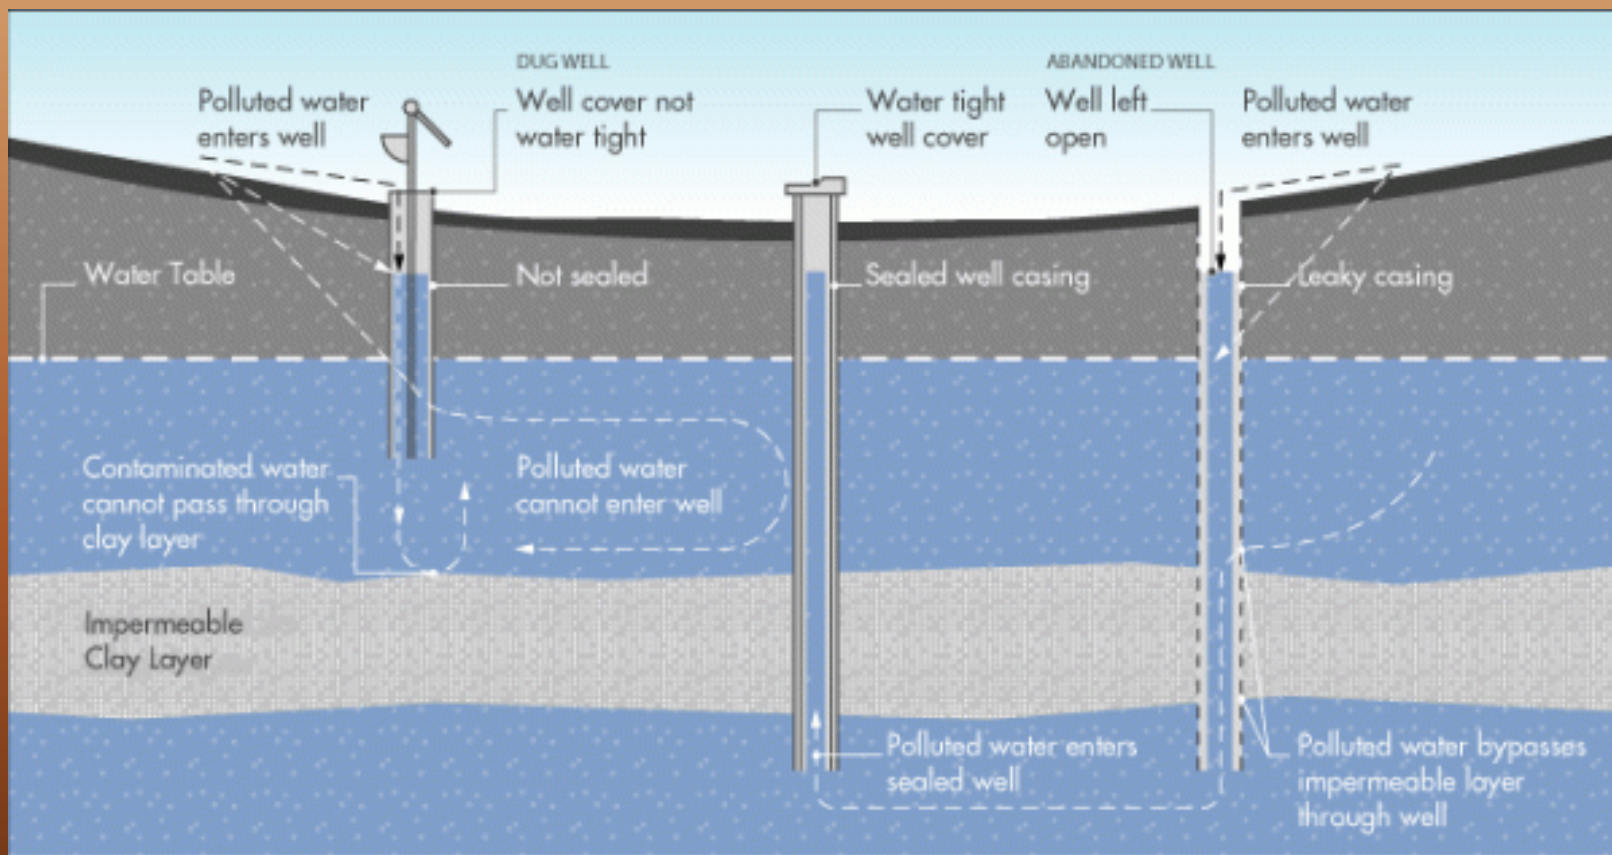 DUG WELL
ABANDONED WELL
Polluted water
enters well
Well cover not
water tight
Water tight
well cover
Well left
open
Polluted water
enters well
Water Table
Not sealed
Sealed well casing
Leaky casing
Contaminated water
cannot pass through
clay layer
Polluted water
cannot enter well
Impermeable
Clay Layer
Polluted water enters
sealed well
Polluted water bypasses
impermeable layer
through well